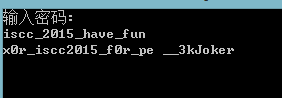 输入密码:
iscc_2015_have_fun
x0r_iscc2015_f0r_pe __3kJoker